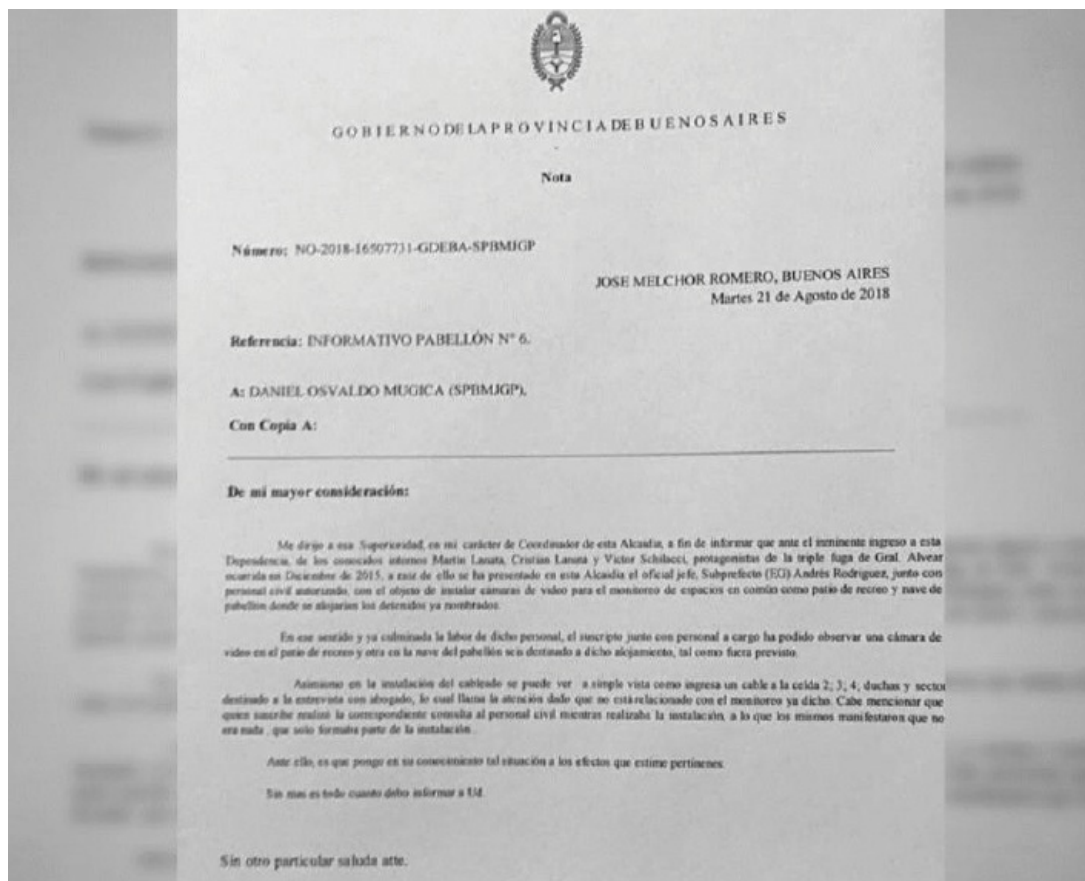 GOBIERNO DE LA PROVINCIA DE BUENOS AIRES
Nota
Número: NO-2018-16507731-GDEBA-SPBMJGP
JOSE MELCHOR ROMERO, BUENOS AIRES
Martes 21 de Agosto de 2018
Referencia: INFORMATIVO PABELLÓN N° 6.
A: DANIEL OSVALDO MUGICA (SPBMJGP),
Con Copia A:
De mi mayor consideración:
Me dirijo a esa Superioridad, en mi carácter de Coordinador de esta Alcaidía, a fin de informar que ante el inminente ingreso a esta
Dependencia, de los conocidos internos Martin Lanata, Cristian Lanata y Victor Schilacci, protagonistas de la triple fuga de Gral. Alvear
ocurrida en Diciembre de 2015, a raíz de ello se ha presentado en esta Alcaidía el oficial jefe, Subprefecto (EG) Andrés Rodriguez, junto con
personal civil autorizado, con el objeto de instalar cámaras de video para el monitoreo de espacios en común como patio de recreo y nave de
pabellón donde se alojarían los detenidos ya nombrados.
En ese sentido y ya culminada la labor de dicho personal, el suscripto junto con personal a cargo ha podido observar una cámara de
video en el patio de recreo y otra en la nave del pabellón seis destinado a dicho alojamiento, tal como fuera previsto.
Asimismo en la instalación del cableado se puede ver a simple vista como ingresa un cable a la celda 2; 3; 4; duchas y sector
destinado a la entrevista con abogado, lo cual llama la atención dado que no está relacionado con el monitoreo ya dicho. Cabe mencionar que
quien suscribe realizó la correspondiente consulta al personal civil mientras realizaba la instalación, a lo que los mismos manifestaron que no
era nada , que solo formaba parte de la instalación .
Ante ello, es que pongo en su conocimiento tal situación a los efectos que estime pertinenes.
Sin mas es todo cuanto debo informar a Ud.
Sin otro particular saluda atte.